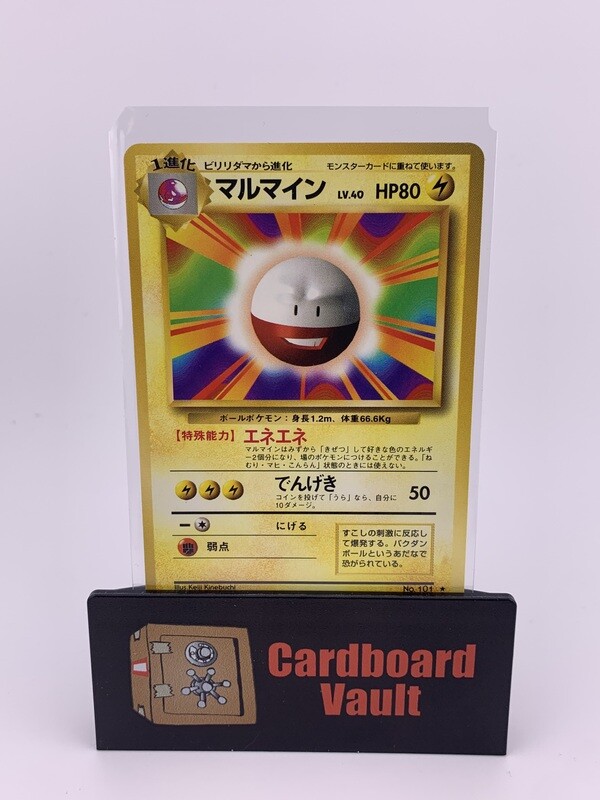 1進化 ビリリダマから進化 モンスターカードに重ねて使います。
マルマイン LV.40 HP80
ボールポケモン：身長1.2m、体重66.6Kg
【特殊能力】エネエネ
マルマインはみずから「きぜつ」して好きな色のエネルギ
ー2個分になり、場のポケモンにつけることができる。「ね
むり・マヒ・こんらん」状態のときには使えない。
でんげき 50
コインを投げて「うら」なら、自分に
10ダメージ。
にげる
弱点
すこしの刺激に反応し
て爆発する。バクダン
ボールというあだなで
恐がられている。
Illus. Keiji Kinebuchi No. 101 ★
Cardboard
Vault